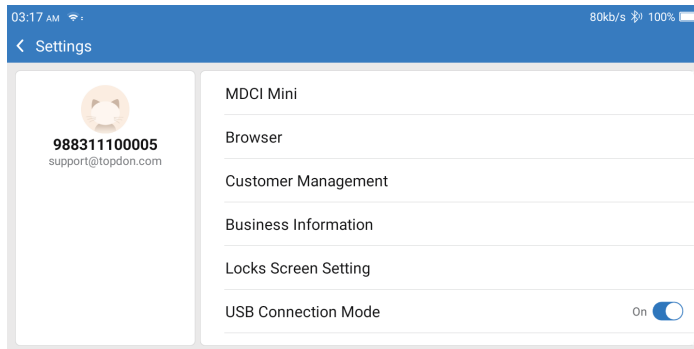 03:17 AM 80kb/s 100%
Settings
988311100005
support@topdon.com
MDCI Mini
Browser
Customer Management
Business Information
Locks Screen Setting
USB Connection Mode On